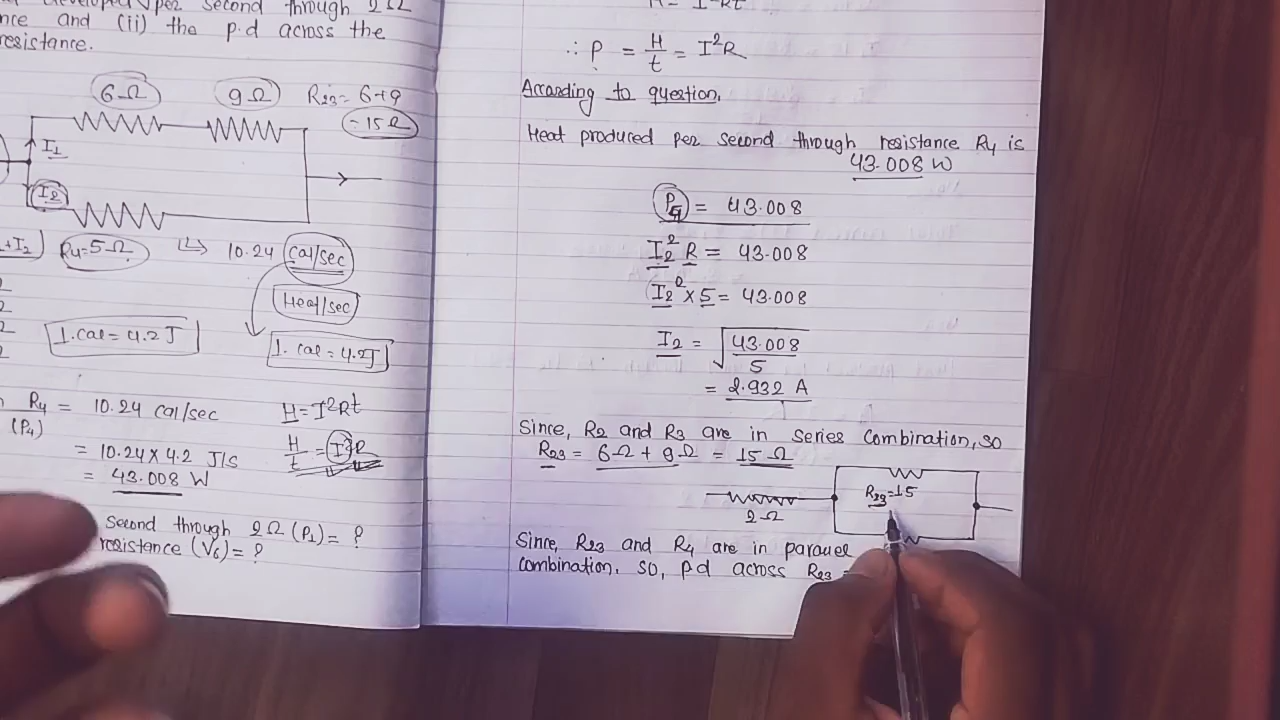 developed per second through 2Ω
and (ii) the p.d across the
resistance.
6Ω 9Ω R23 = 6+9
= 15Ω
I1
I2
+I2) R4=5Ω 10.24 Cal/sec
Heat/sec
1. Cal = 4.2 J
1. Cal = 4.2J
R4 = 10.24 cal/sec
(P4)
= 10.24 x 4.2 J/s
= 43.008 W
H = I²Rt
H/t = I²R
Second through 2Ω (P1) = ?
resistance (V6) = ?
H = I²Rt
∴ P = H/t = I²R
According to question,
Heat produced per second through resistance R4 is
43.008 W
P4 = 43.008
I2² R = 43.008
I2² x 5 = 43.008
I2 = √43.008/5
= 2.932 A
Since, R2 and R3 are in series combination, so
R23 = 6Ω + 9Ω = 15 Ω
R23=15
2Ω
Since, R23 and R4 are in parallel
combination. so, p.d across R23 =